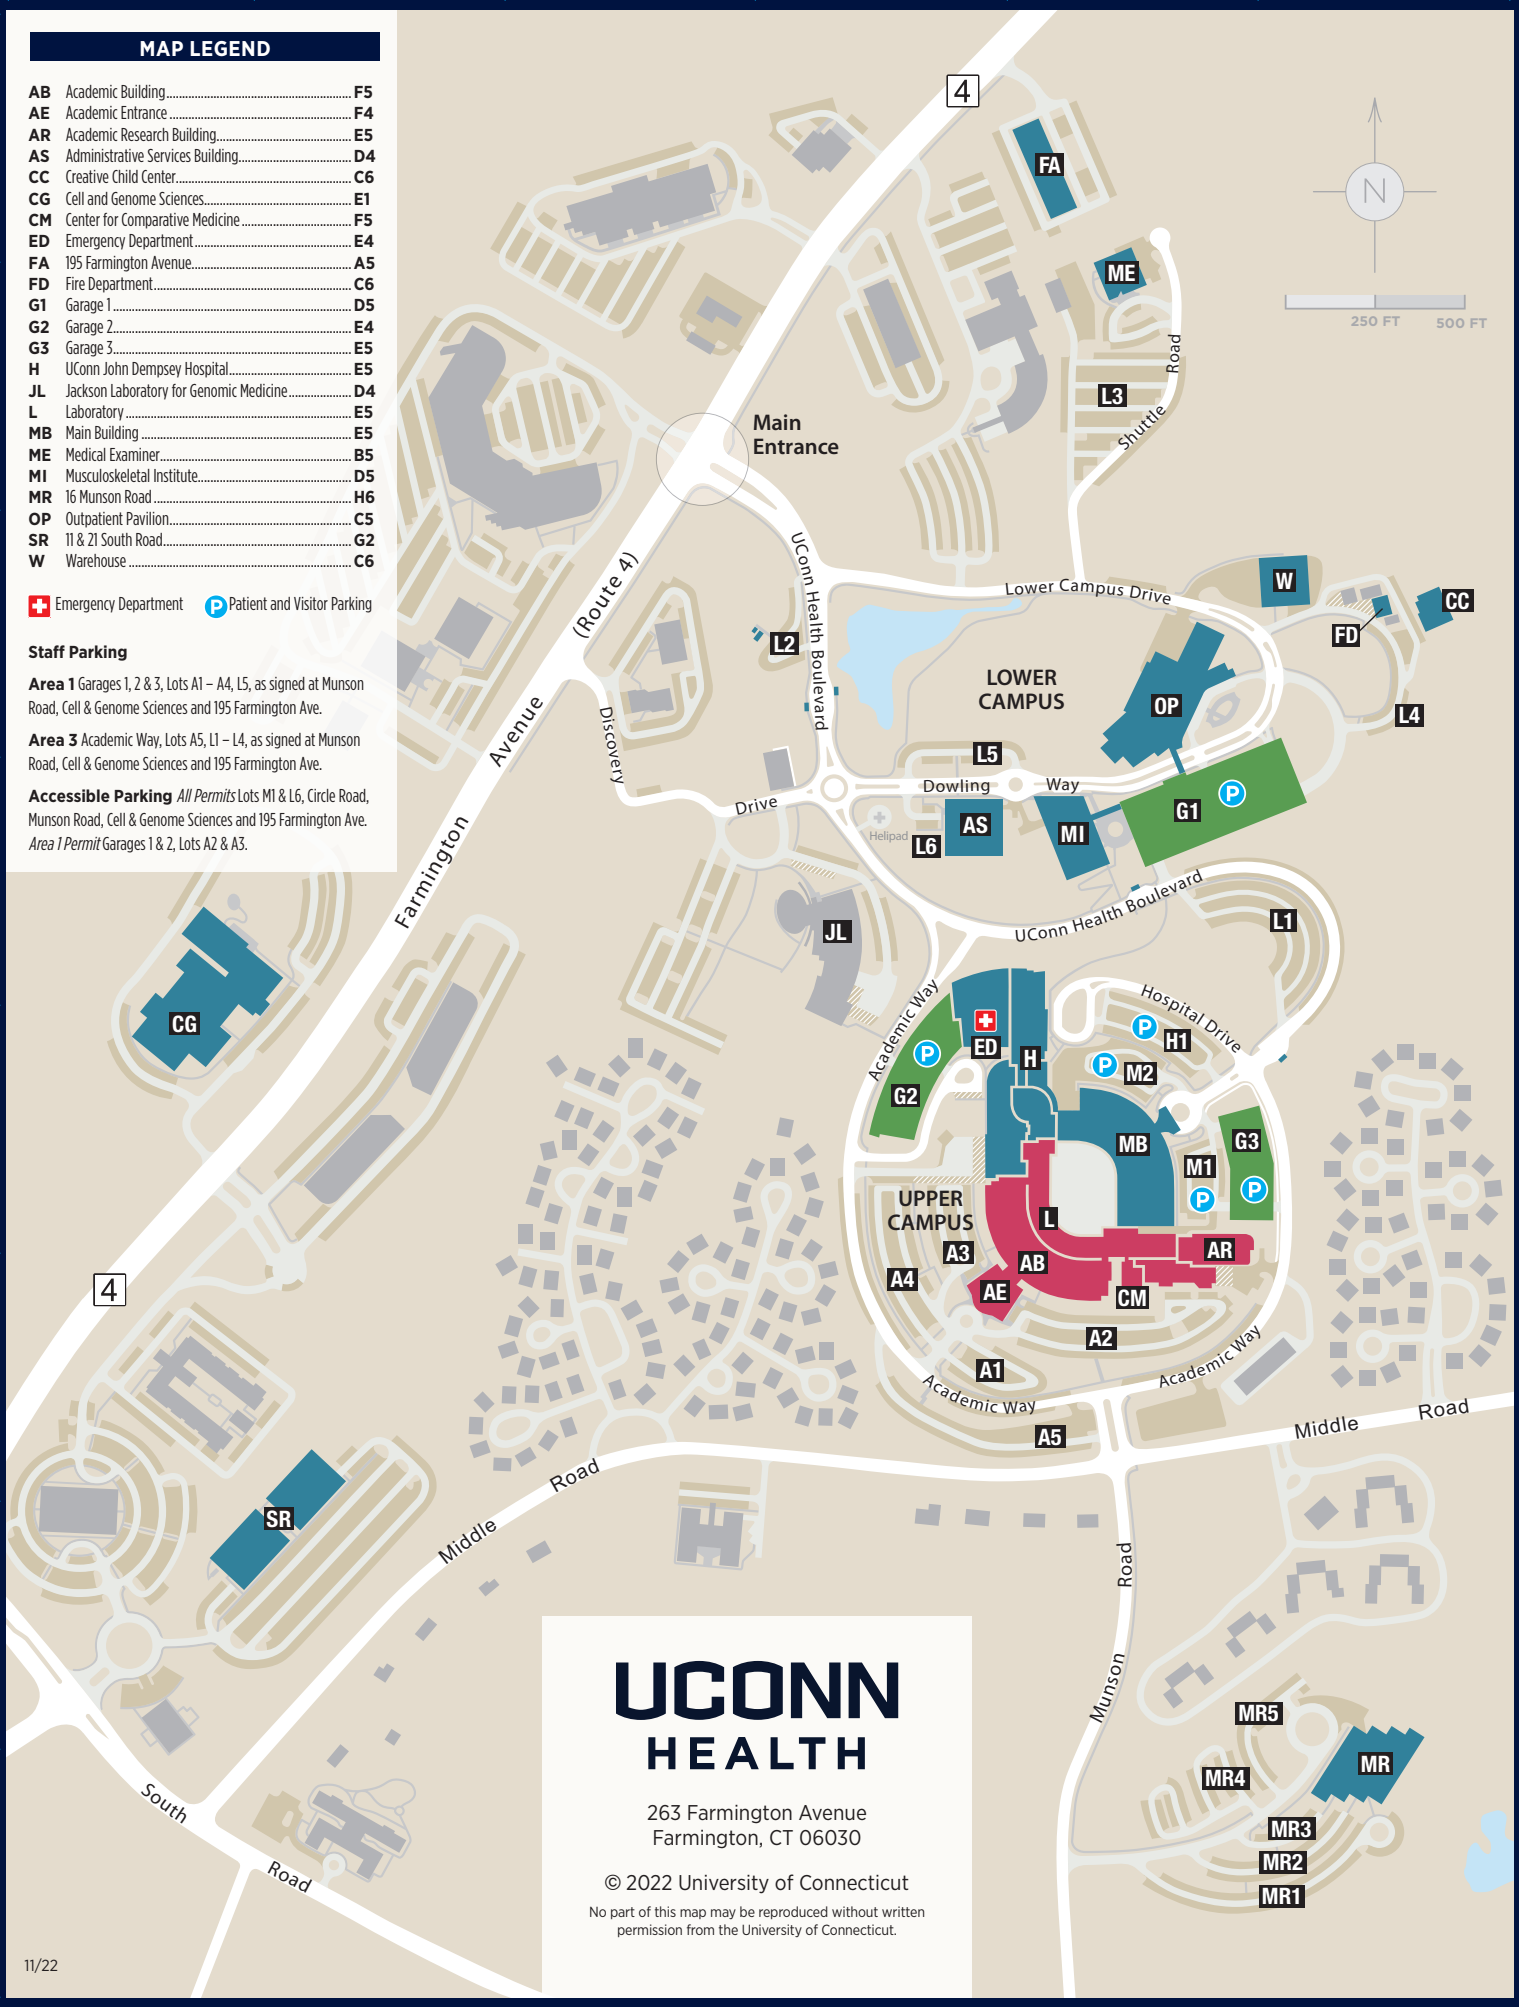 MAP LEGEND
AB Academic Building F5
AE Academic Entrance F4
AR Academic Research Building E5
AS Administrative Services Building D4
CC Creative Child Center C6
CG Cell and Genome Sciences E1
CM Center for Comparative Medicine F5
ED Emergency Department E4
FA 195 Farmington Avenue A5
FD Fire Department C6
G1 Garage 1 D5
G2 Garage 2 E4
G3 Garage 3 E5
H UConn John Dempsey Hospital E5
JL Jackson Laboratory for Genomic Medicine D4
L Laboratory E5
MB Main Building E5
ME Medical Examiner B5
MI Musculoskeletal Institute D5
MR 16 Munson Road H6
OP Outpatient Pavilion C5
SR 11 & 21 South Road G2
W Warehouse C6
Emergency Department P Patient and Visitor Parking
Staff Parking
Area 1 Garages 1, 2 & 3, Lots A1 – A4, L5, as signed at Munson
Road, Cell & Genome Sciences and 195 Farmington Ave.
Area 3 Academic Way, Lots A5, L1 – L4, as signed at Munson
Road, Cell & Genome Sciences and 195 Farmington Ave.
Accessible Parking All Permits Lots M1 & L6, Circle Road,
Munson Road, Cell & Genome Sciences and 195 Farmington Ave.
Area 1 Permit Garages 1 & 2, Lots A2 & A3.
4
FA
N
250 FT 500 FT
ME
Shuttle Road
L3
Main
Entrance
Farmington Avenue (Route 4)
UConn Health Boulevard
Lower Campus Drive
W
CC
FD
L2
LOWER
CAMPUS
OP
L4
Discovery Drive
L5
Dowling Way
G1
P
AS
MI
Helipad
L6
JL
UConn Health Boulevard
L1
CG
Academic Way
Hospital Drive
P
H1
ED
H
P
P
M2
G2
MB
G3
M1
P
P
UPPER
CAMPUS
L
A3
AB
AR
A4
AE
CM
A2
A1
Academic Way
Academic Way
A5
4
Middle Road
Middle Road
SR
Munson Road
MR5
MR
MR4
MR3
MR2
MR1
South Road
UCONN
HEALTH
263 Farmington Avenue
Farmington, CT 06030
© 2022 University of Connecticut
No part of this map may be reproduced without written
permission from the University of Connecticut.
11/22